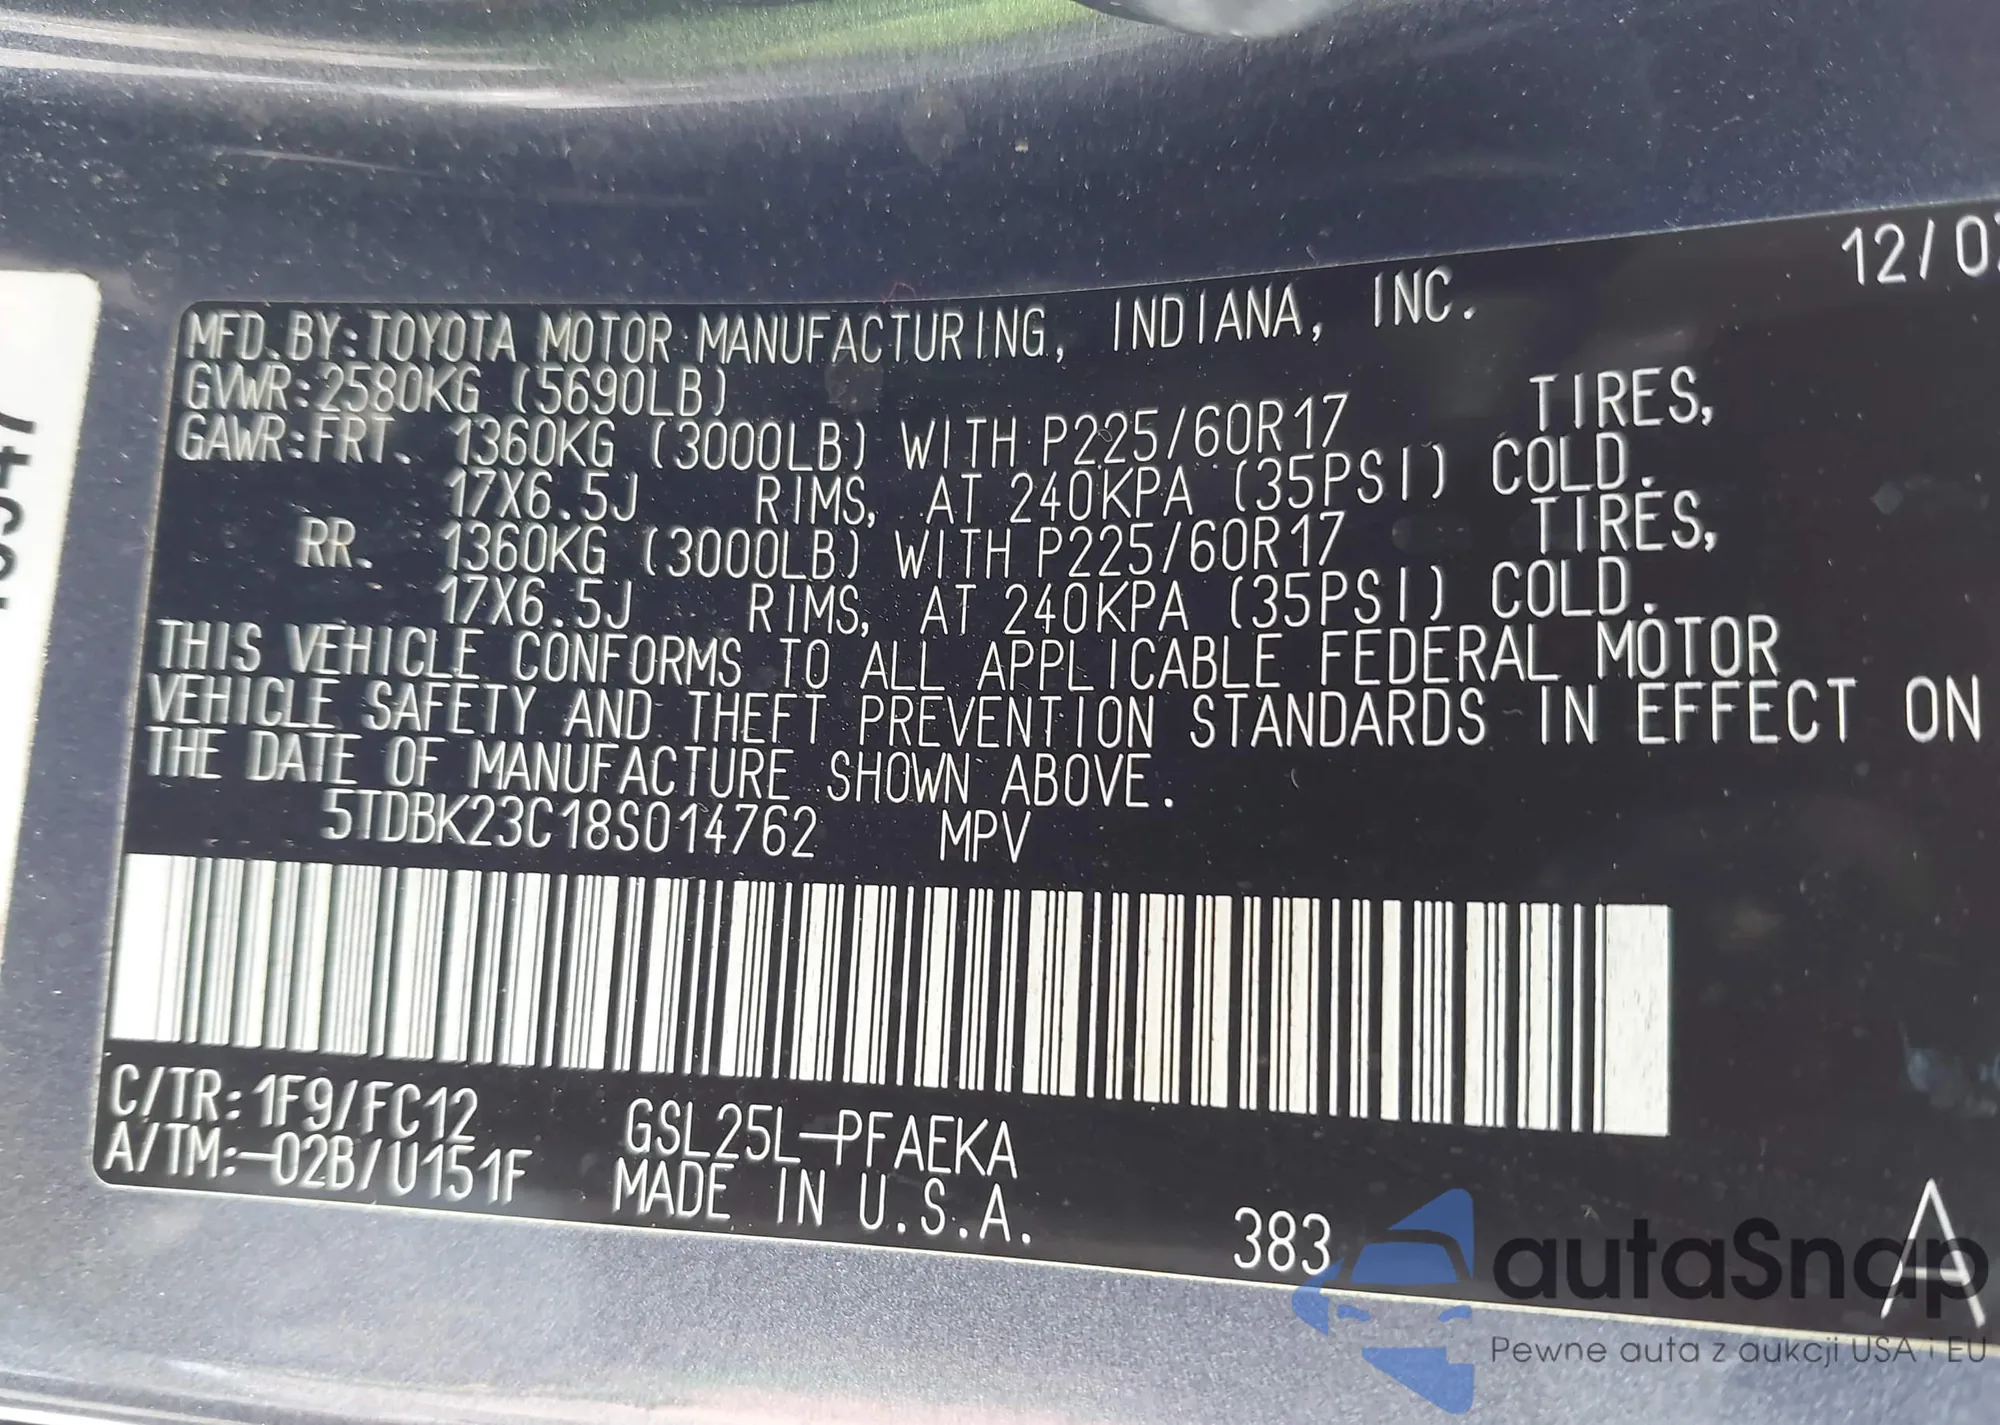 12/07
MFD.BY:TOYOTA MOTOR MANUFACTURING, INDIANA, INC.
GVWR:2580KG (5690LB)
GAWR:FRT. 1360KG (3000LB) WITH P225/60R17 TIRES,
17X6.5J RIMS, AT 240KPA (35PSI) COLD.
RR. 1360KG (3000LB) WITH P225/60R17 TIRES,
17X6.5J RIMS, AT 240KPA (35PSI) COLD.
THIS VEHICLE CONFORMS TO ALL APPLICABLE FEDERAL MOTOR
VEHICLE SAFETY AND THEFT PREVENTION STANDARDS IN EFFECT ON
THE DATE OF MANUFACTURE SHOWN ABOVE.
5TDBK23C18S014762 MPV
C/TR:1F9/FC12 GSL25L-PFAEKA
A/TM:-02B/U151F MADE IN U.S.A.
383
A
autaSnap
Pewne auta z aukcji USA i EU